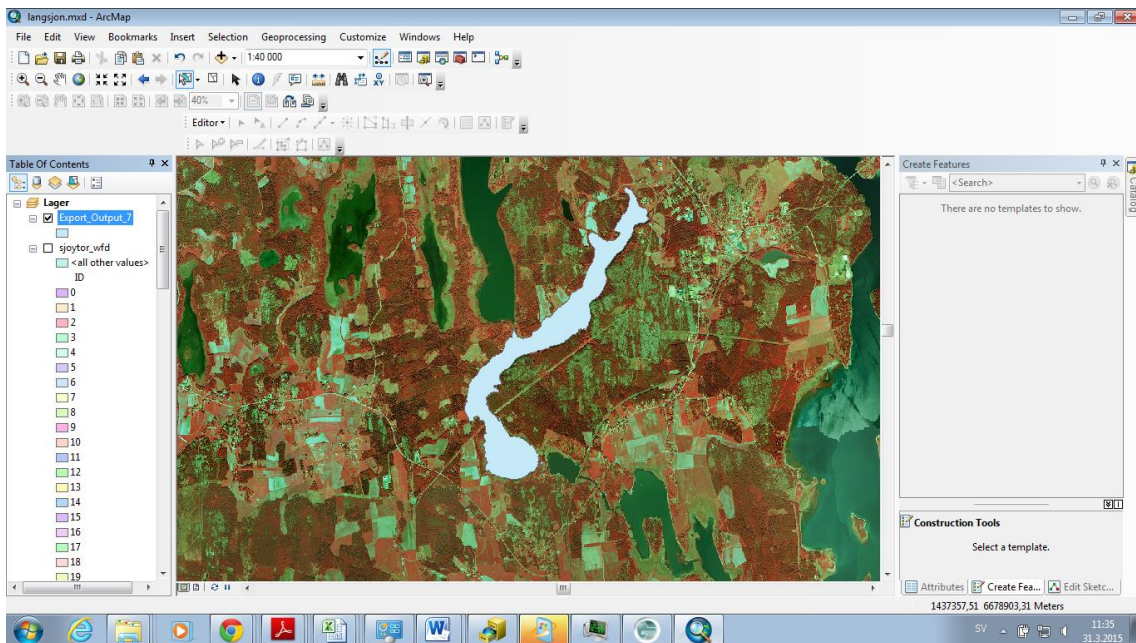 langsjon.mxd - ArcMap
File Edit View Bookmarks Insert Selection Geoprocessing Customize Windows Help
1:40 000
40%
Editor
Table Of Contents
Lager
Export_Output_7
sjoytor_wfd
<all other values>
ID
0
1
2
3
4
5
6
7
8
9
10
11
12
13
14
15
16
17
18
19
Create Features
<Search>
There are no templates to show.
Construction Tools
Select a template.
Attributes Create Fea... Edit Sketc...
Catalog
1437357,51 6678903,31 Meters
SV
11:35
31.3.2015